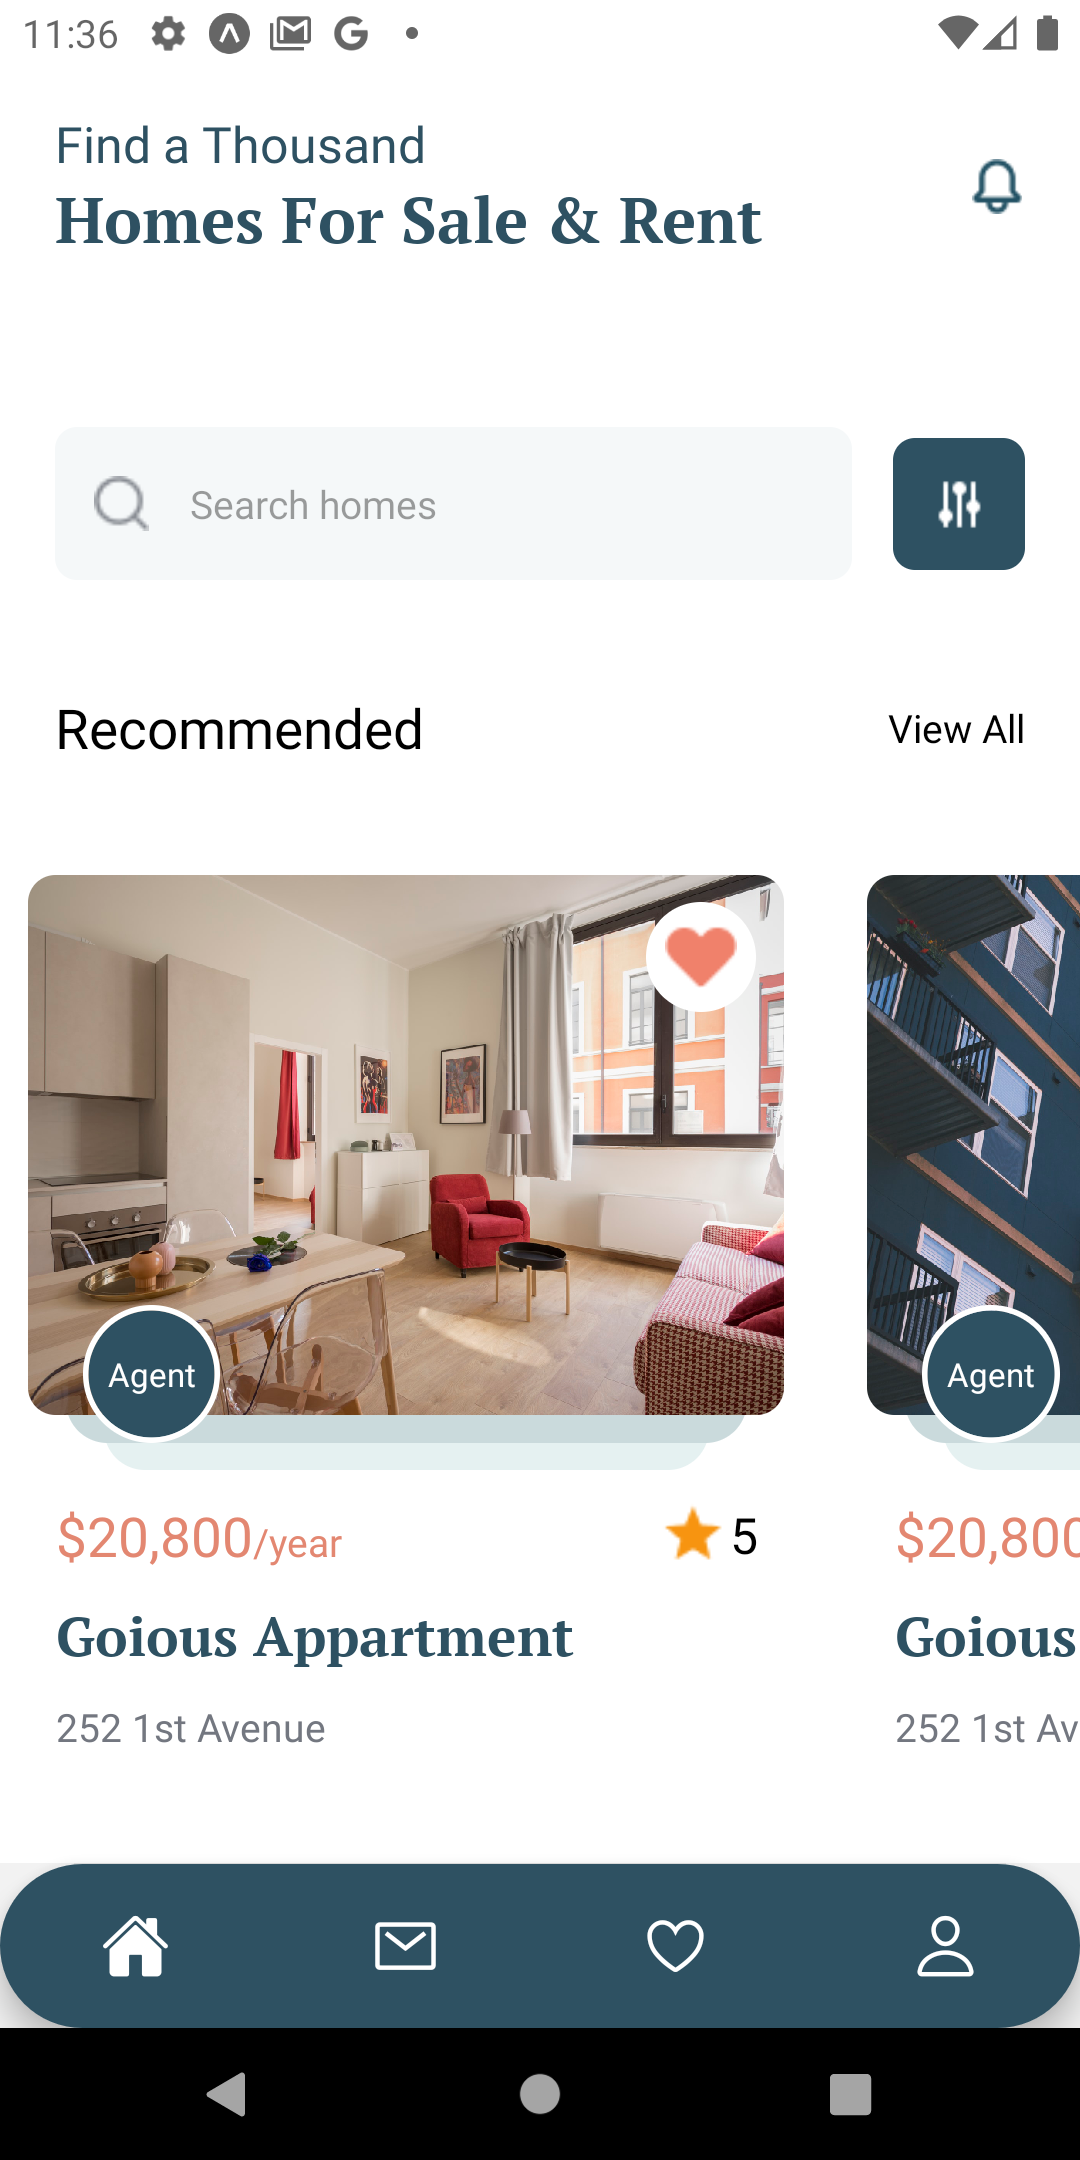 11:36
Find a Thousand
Homes For Sale & Rent
Search homes
Recommended
View All
Agent
Agent
$20,800/year
5
$20,800
Goious Appartment
Goious
252 1st Avenue
252 1st Av